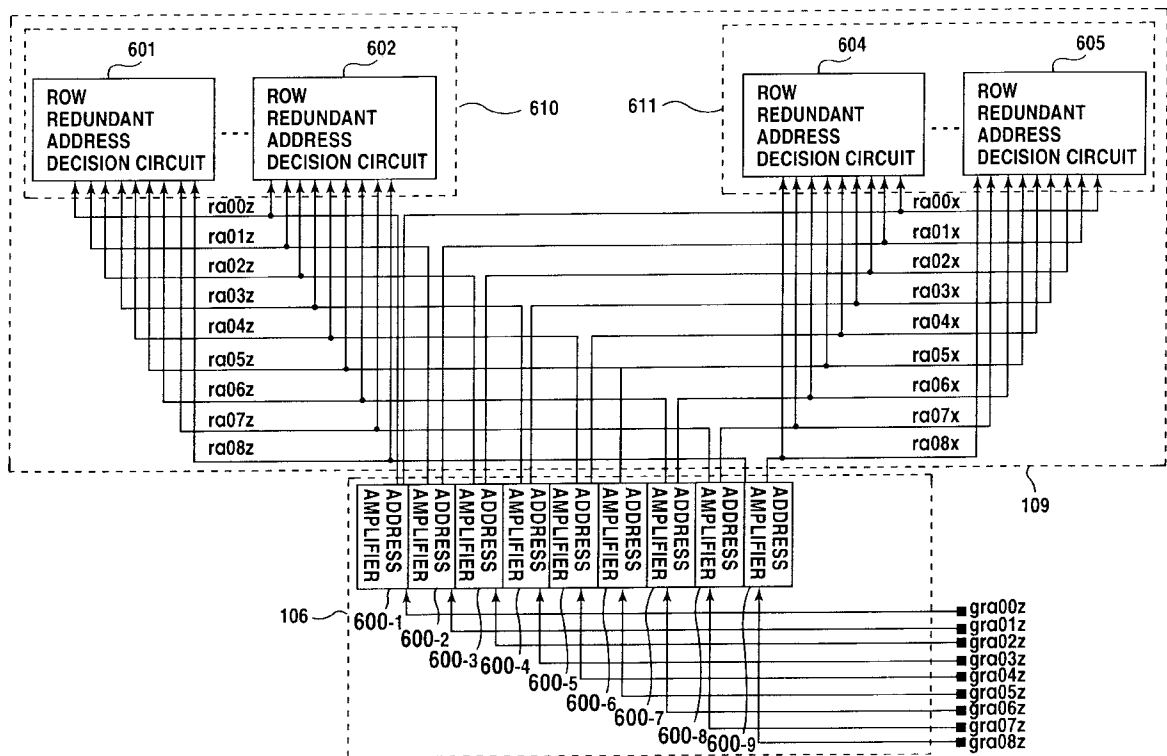 601
602
604
605
ROW
REDUNDANT
ADDRESS
DECISION CIRCUIT
ROW
REDUNDANT
ADDRESS
DECISION CIRCUIT
610
611
ROW
REDUNDANT
ADDRESS
DECISION CIRCUIT
ROW
REDUNDANT
ADDRESS
DECISION CIRCUIT
ra00z
ra01z
ra02z
ra03z
ra04z
ra05z
ra06z
ra07z
ra08z
ra00x
ra01x
ra02x
ra03x
ra04x
ra05x
ra06x
ra07x
ra08x
109
ADDRESS
AMPLIFIER
ADDRESS
AMPLIFIER
ADDRESS
AMPLIFIER
ADDRESS
AMPLIFIER
ADDRESS
AMPLIFIER
ADDRESS
AMPLIFIER
ADDRESS
AMPLIFIER
ADDRESS
AMPLIFIER
ADDRESS
AMPLIFIER
106
600-1
600-2
600-3
600-4
600-5
600-6
600-7
600-8
600-9
gra00z
gra01z
gra02z
gra03z
gra04z
gra05z
gra06z
gra07z
gra08z